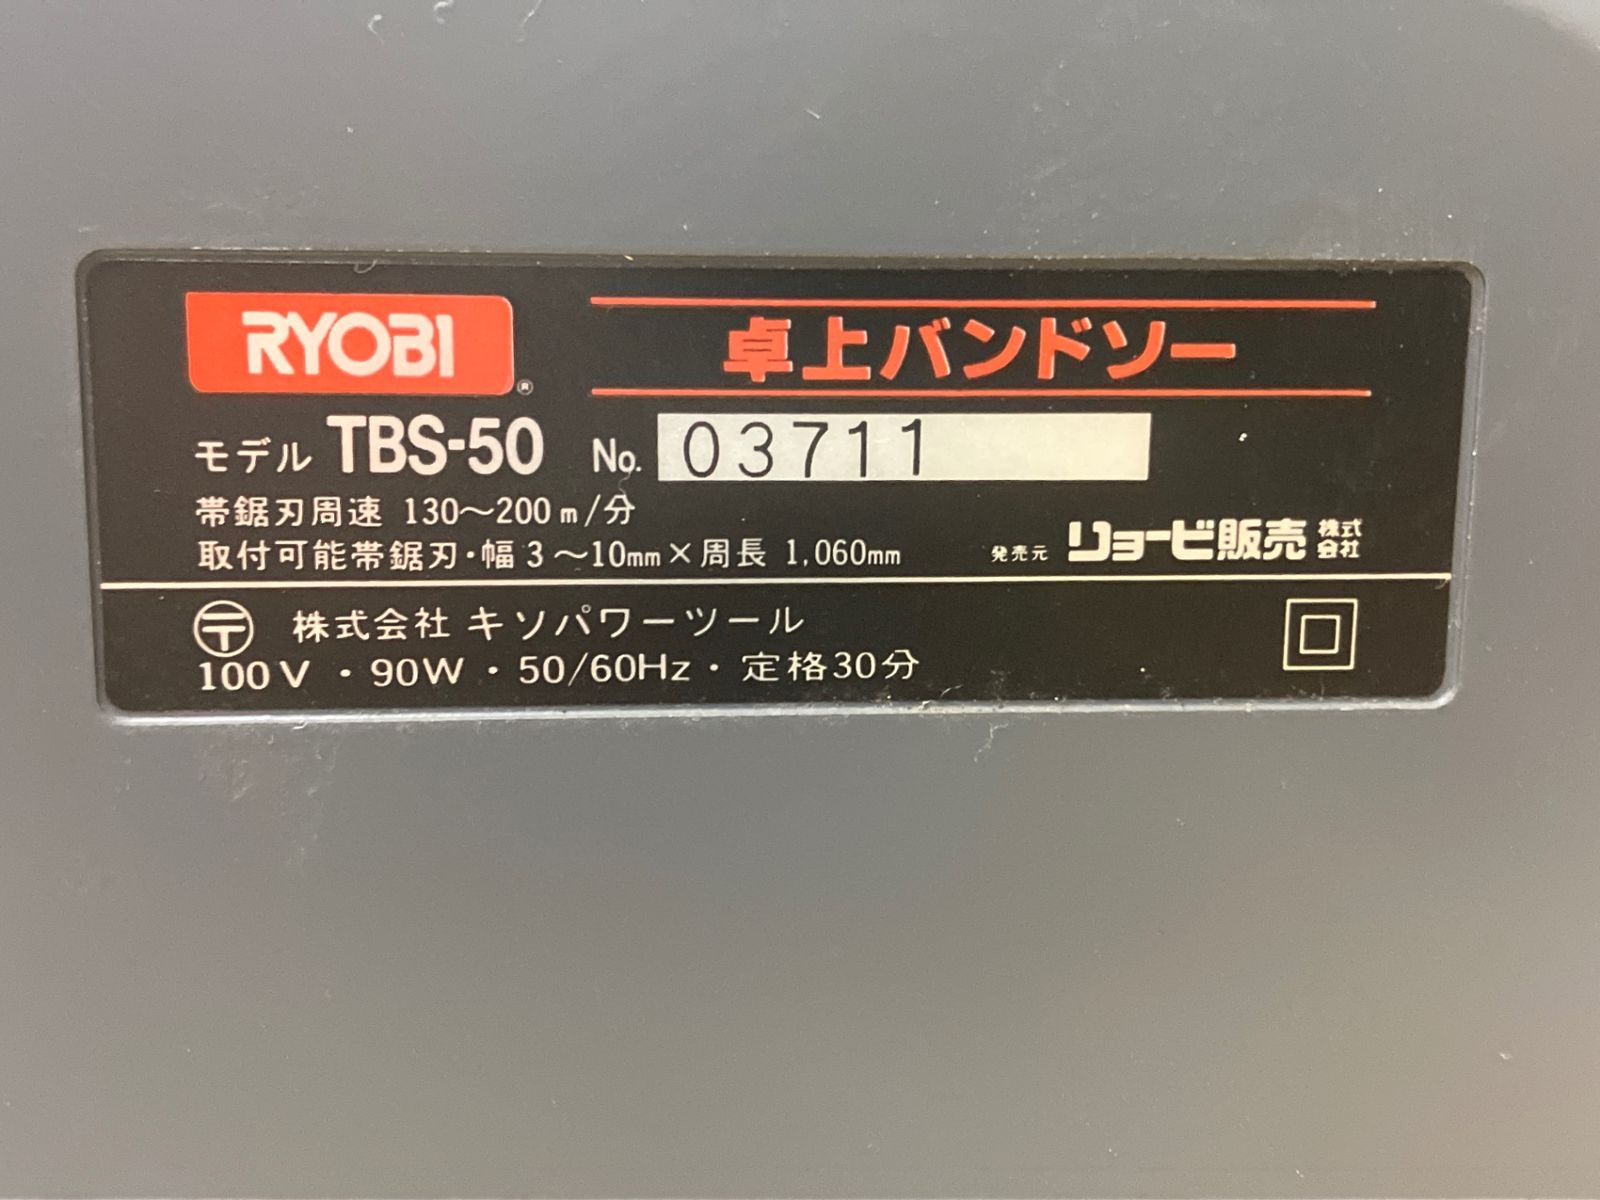 RYOBI ®
卓上バンドソー
モデル TBS-50 No. 03711
帯鋸刃周速 130～200m/分
取付可能帯鋸刃・幅3～10mm×周長1,060mm
発売元 リョービ販売 株式会社
〒 株式会社 キソパワーツール
100V・90W・50/60Hz・定格30分